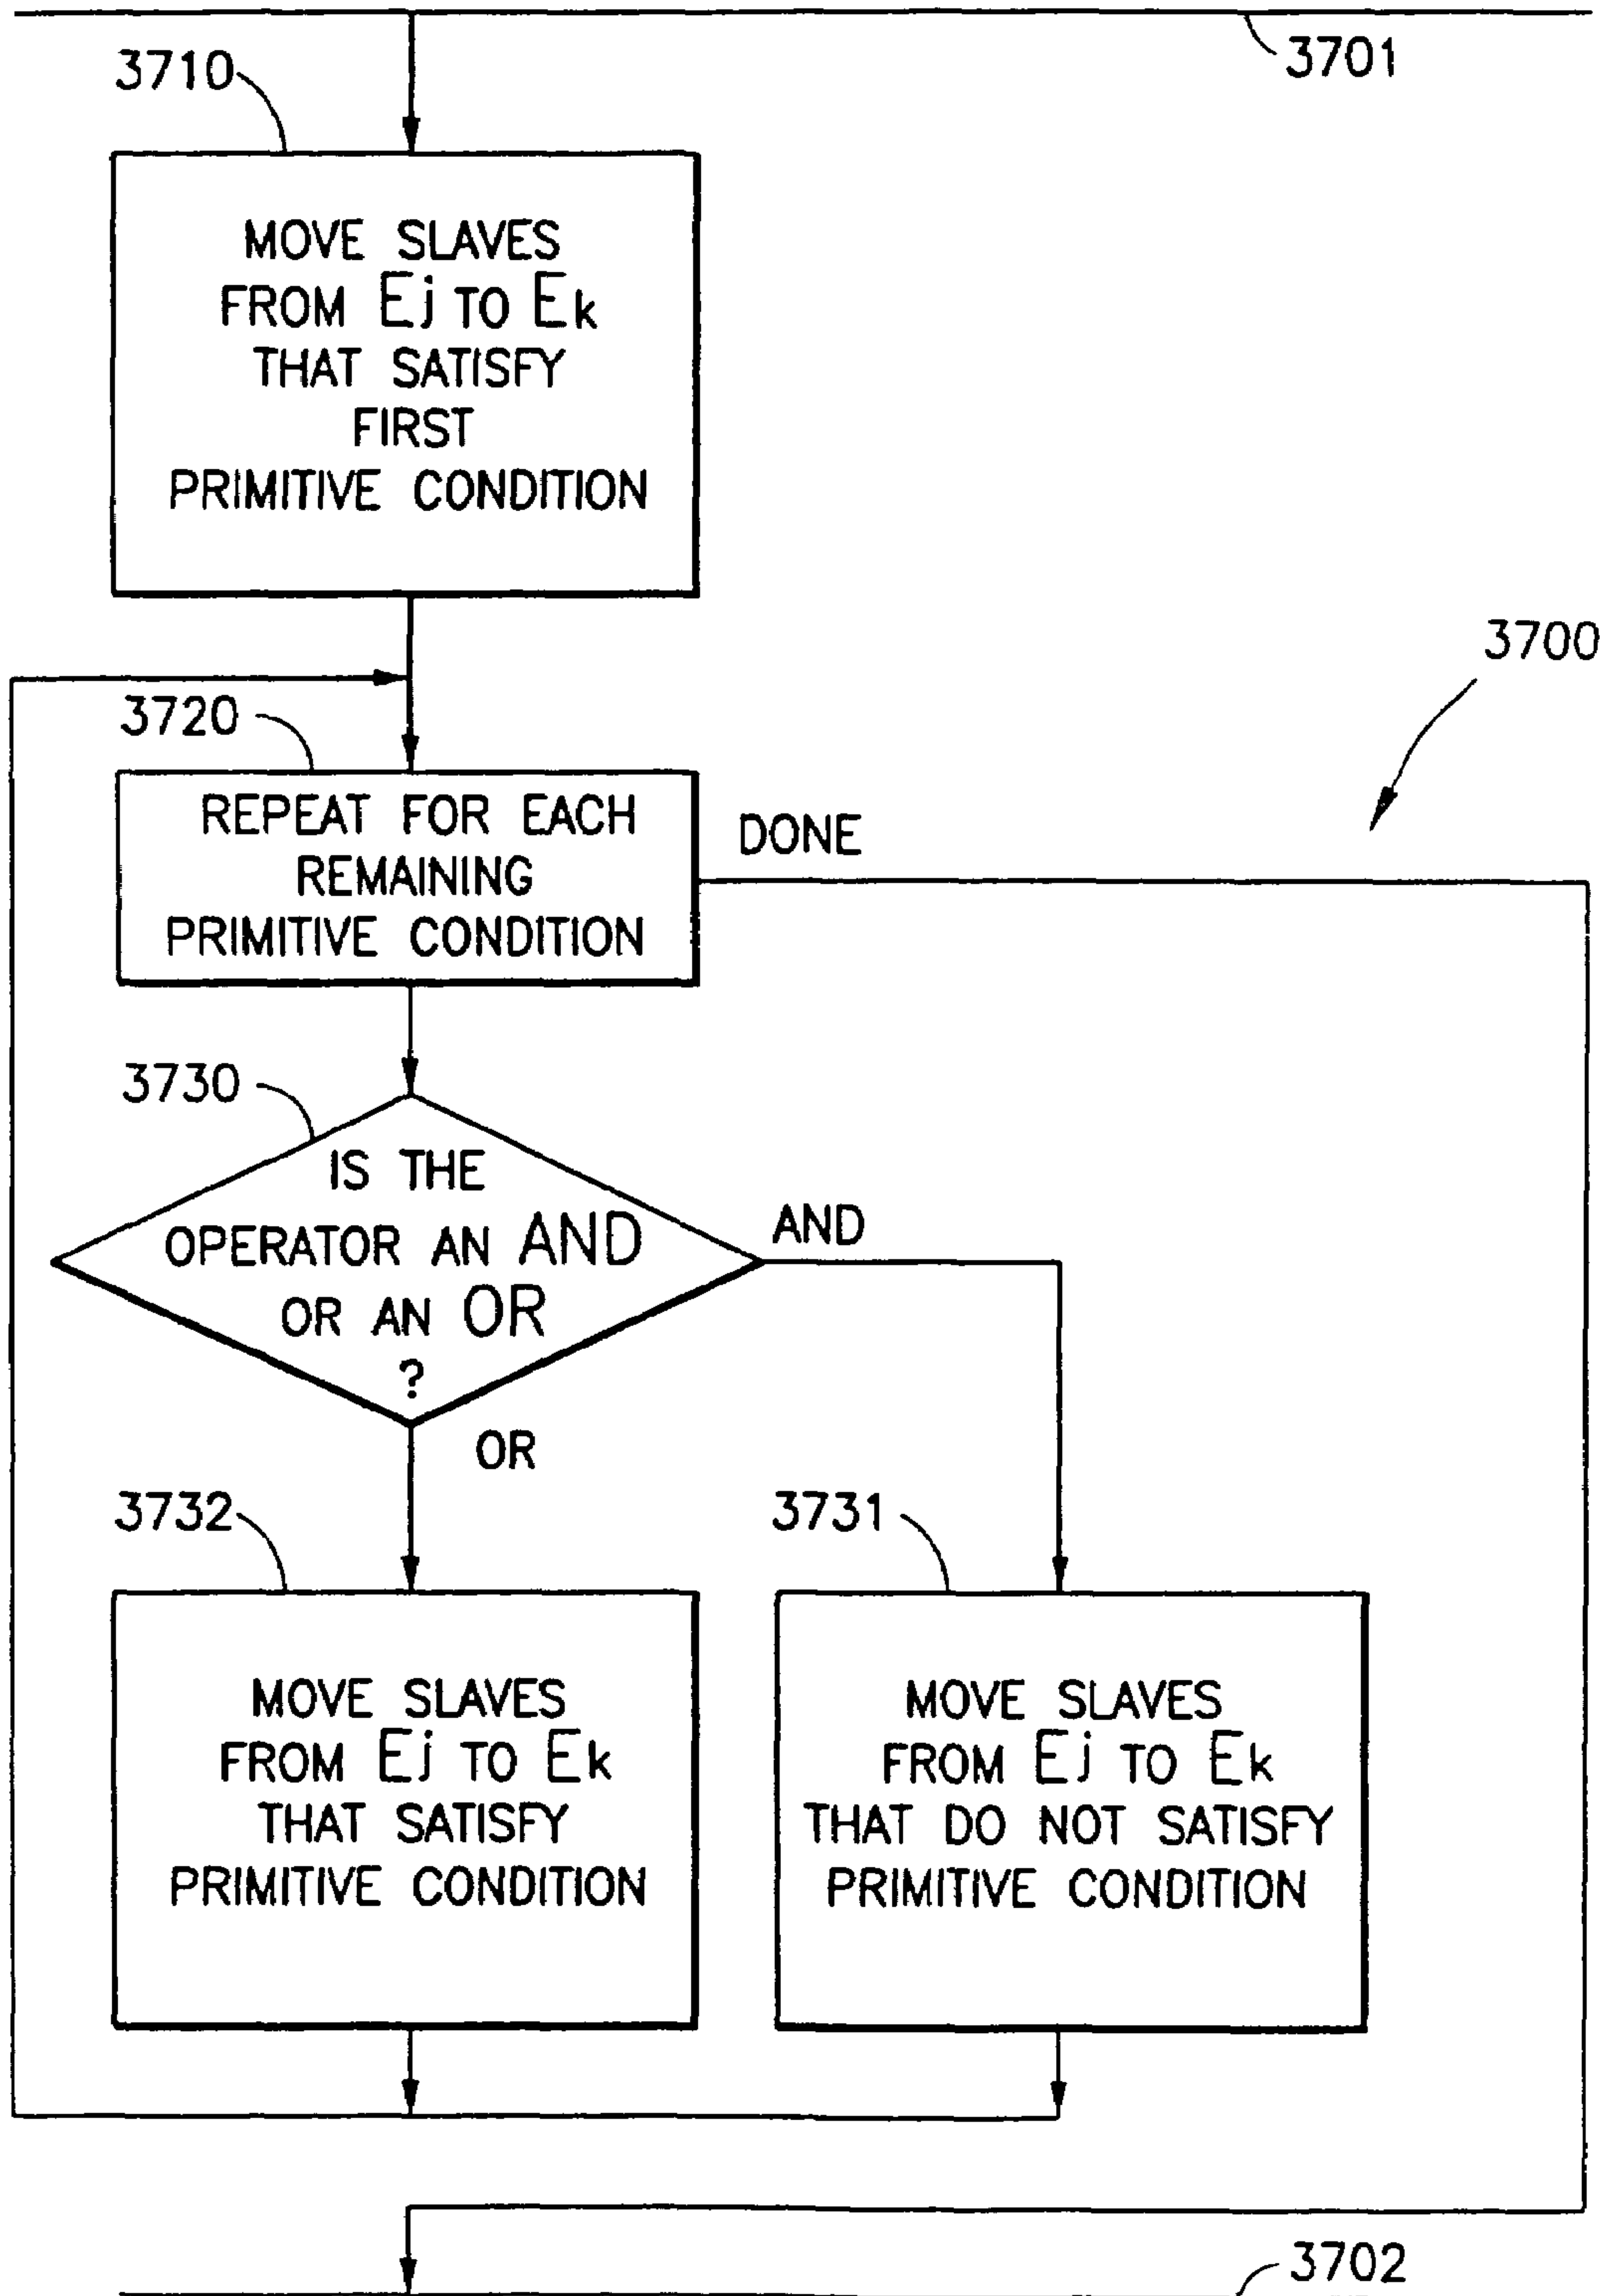 3701
3710
MOVE SLAVES
FROM Ej TO Ek
THAT SATISFY
FIRST
PRIMITIVE CONDITION
3700
3720
REPEAT FOR EACH
REMAINING
PRIMITIVE CONDITION
DONE
3730
IS THE
OPERATOR AN AND
OR AN OR
?
AND
OR
3732
MOVE SLAVES
FROM Ej TO Ek
THAT SATISFY
PRIMITIVE CONDITION
3731
MOVE SLAVES
FROM Ej TO Ek
THAT DO NOT SATISFY
PRIMITIVE CONDITION
3702